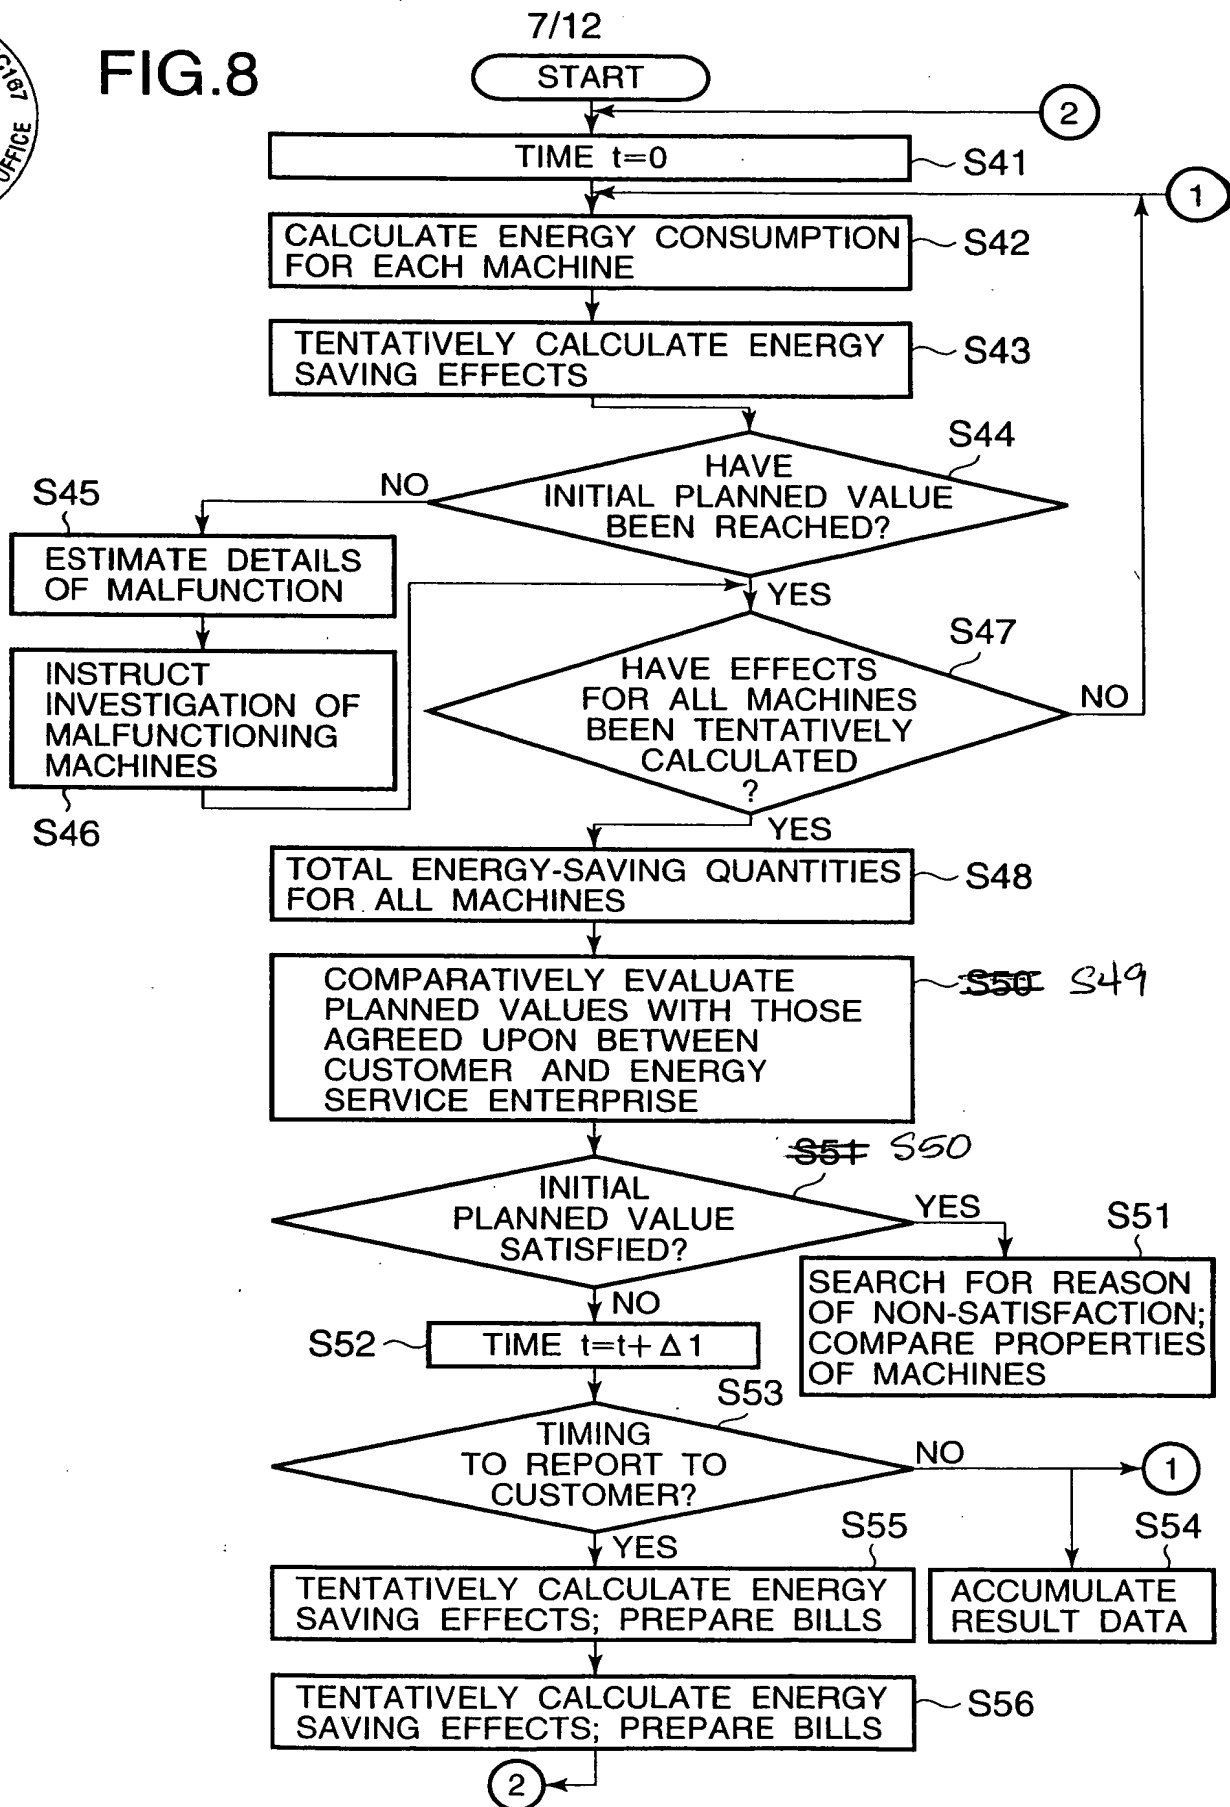 7/12
FIG.8
C167
OFFICE
START
2
TIME t=0
S41
1
CALCULATE ENERGY CONSUMPTION
FOR EACH MACHINE
S42
TENTATIVELY CALCULATE ENERGY
SAVING EFFECTS
S43
S44
HAVE
INITIAL PLANNED VALUE
BEEN REACHED?
NO
S45
ESTIMATE DETAILS
OF MALFUNCTION
YES
INSTRUCT
INVESTIGATION OF
MALFUNCTIONING
MACHINES
S46
S47
HAVE EFFECTS
FOR ALL MACHINES
BEEN TENTATIVELY
CALCULATED
?
NO
YES
TOTAL ENERGY-SAVING QUANTITIES
FOR ALL MACHINES
S48
COMPARATIVELY EVALUATE
PLANNED VALUES WITH THOSE
AGREED UPON BETWEEN
CUSTOMER AND ENERGY
SERVICE ENTERPRISE
S50 S49
S51 S50
INITIAL
PLANNED VALUE
SATISFIED?
YES
S51
SEARCH FOR REASON
OF NON-SATISFACTION;
COMPARE PROPERTIES
OF MACHINES
NO
S52
TIME t=t+Δ1
S53
TIMING
TO REPORT TO
CUSTOMER?
NO
1
YES
S55
TENTATIVELY CALCULATE ENERGY
SAVING EFFECTS; PREPARE BILLS
S54
ACCUMULATE
RESULT DATA
TENTATIVELY CALCULATE ENERGY
SAVING EFFECTS; PREPARE BILLS
S56
2